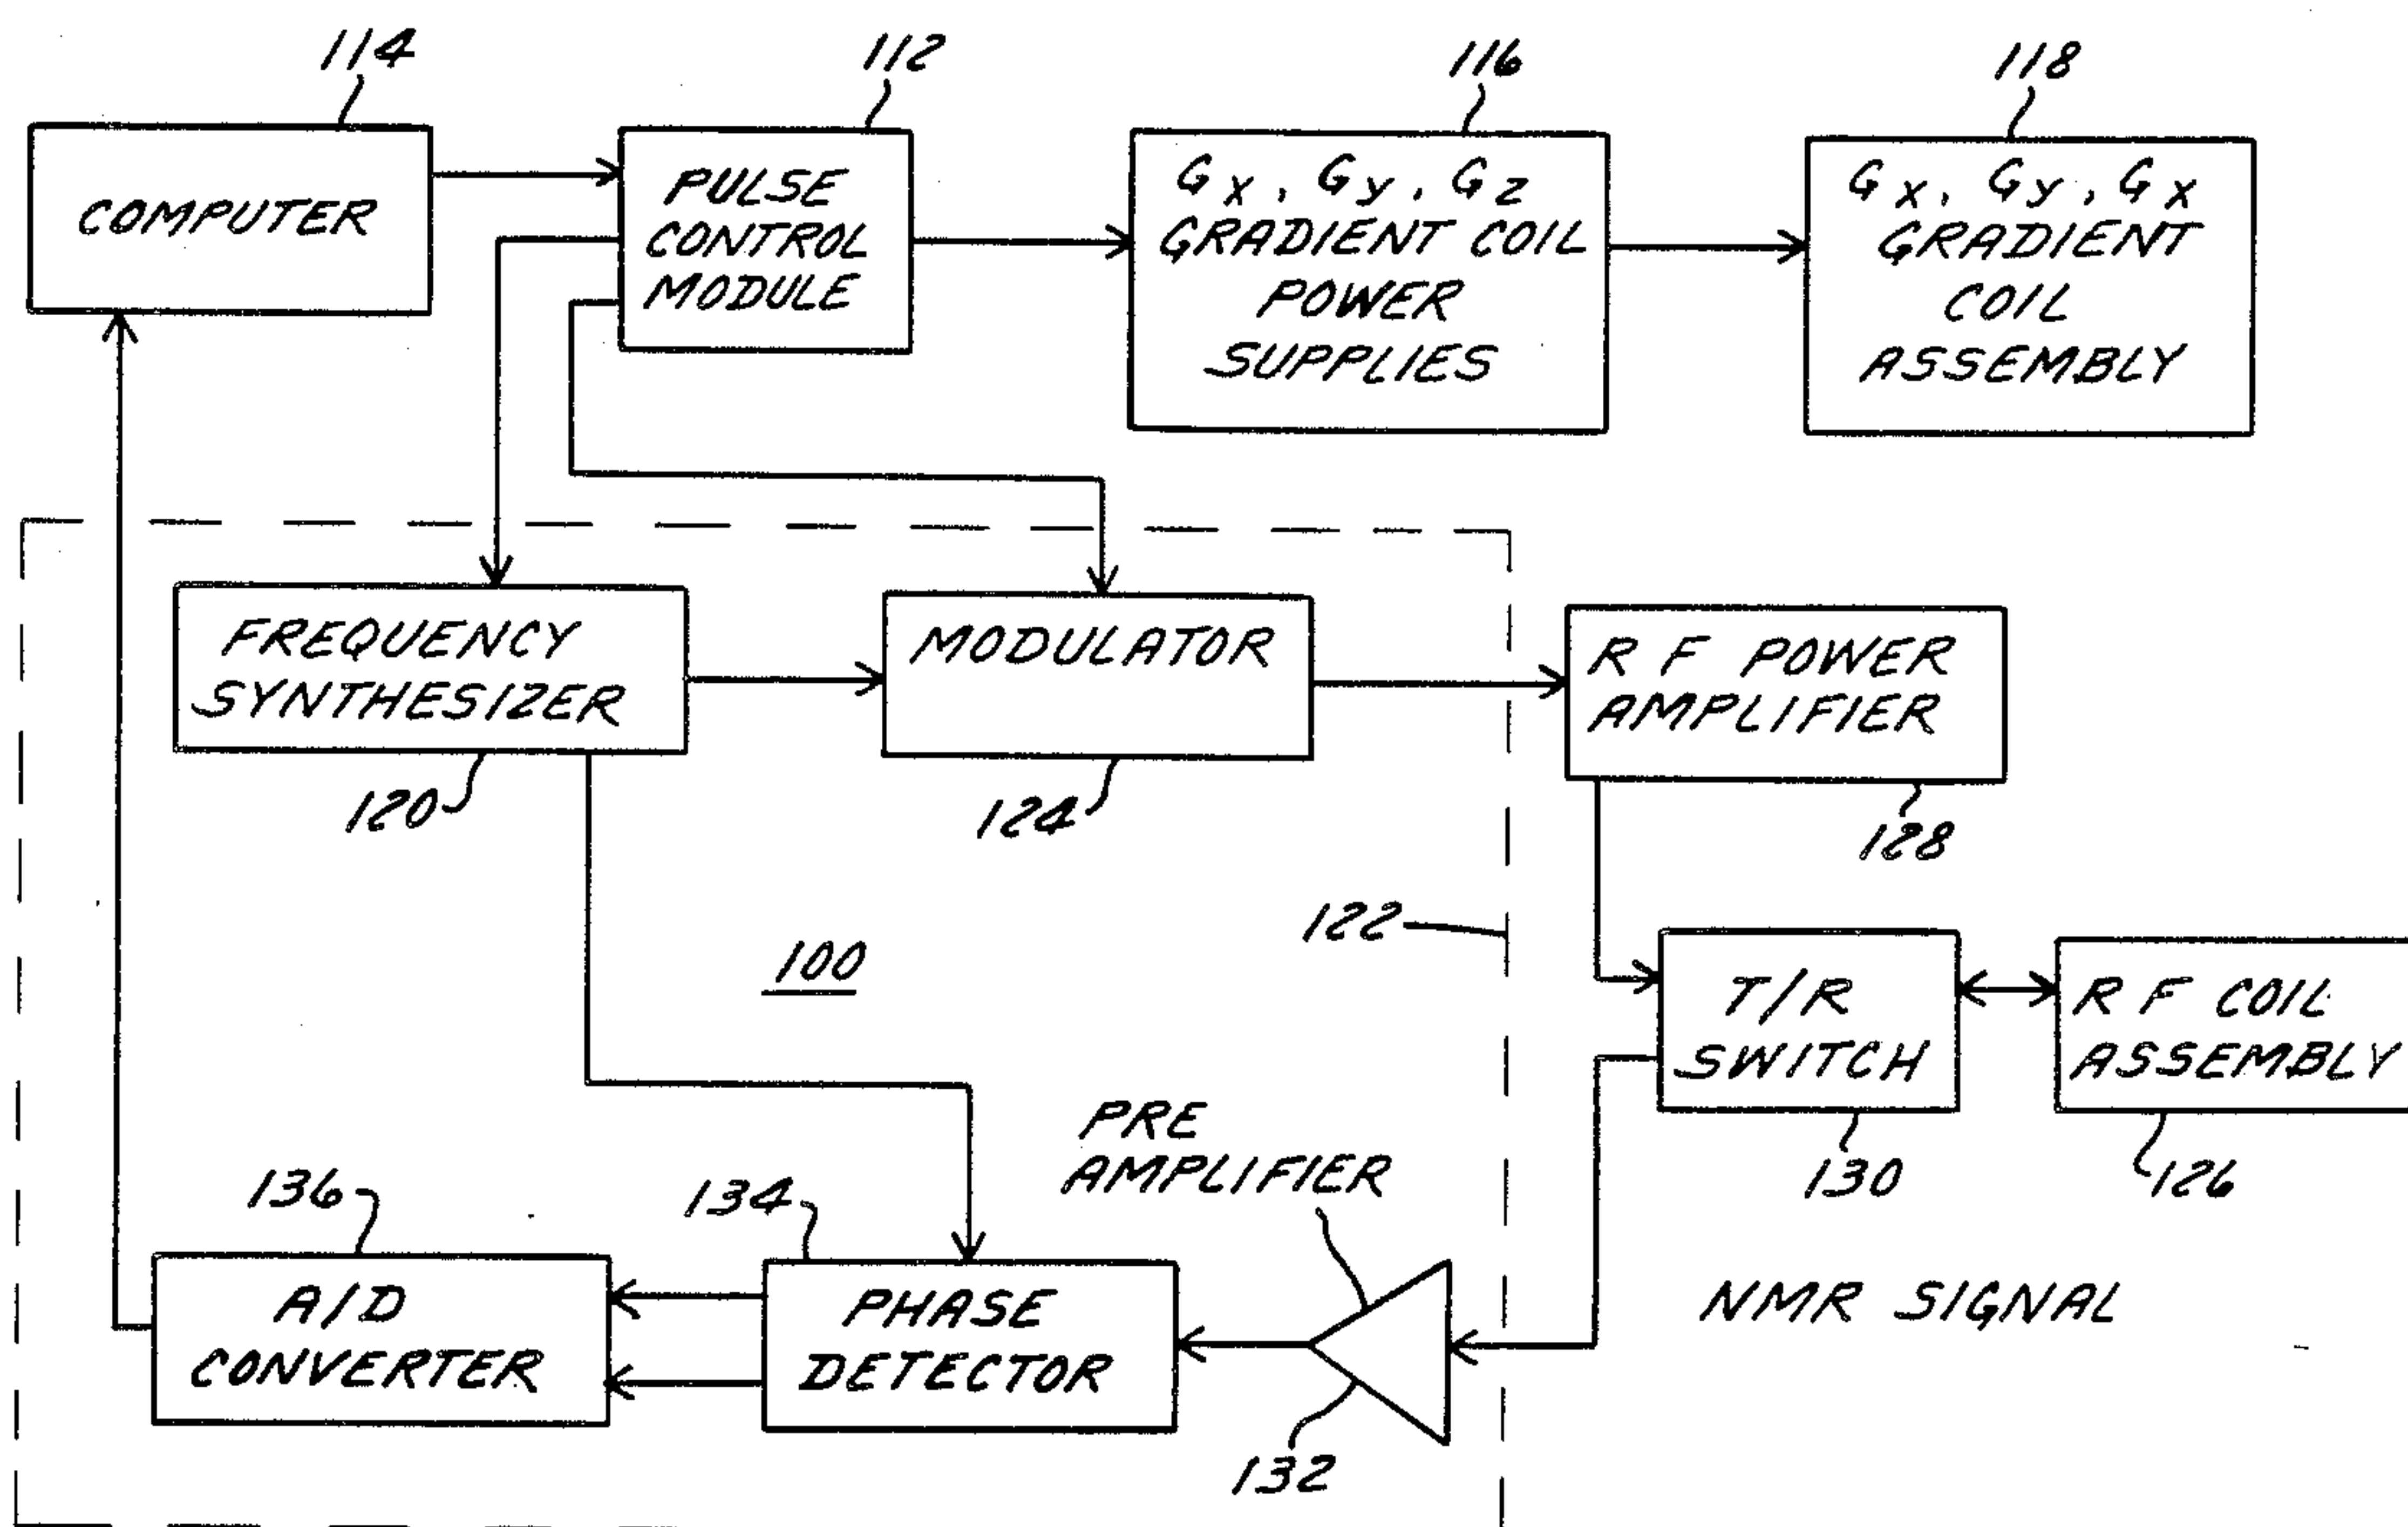 114
112
116
118
COMPUTER
PULSE
CONTROL
MODULE
Gx, Gy, Gz
GRADIENT COIL
POWER
SUPPLIES
Gx, Gy, Gx
GRADIENT
COIL
ASSEMBLY
FREQUENCY
SYNTHESIZER
120
MODULATOR
124
RF POWER
AMPLIFIER
128
122
100
T/R
SWITCH
130
RF COIL
ASSEMBLY
126
PRE
AMPLIFIER
132
NMR SIGNAL
134
PHASE
DETECTOR
136
A/D
CONVERTER